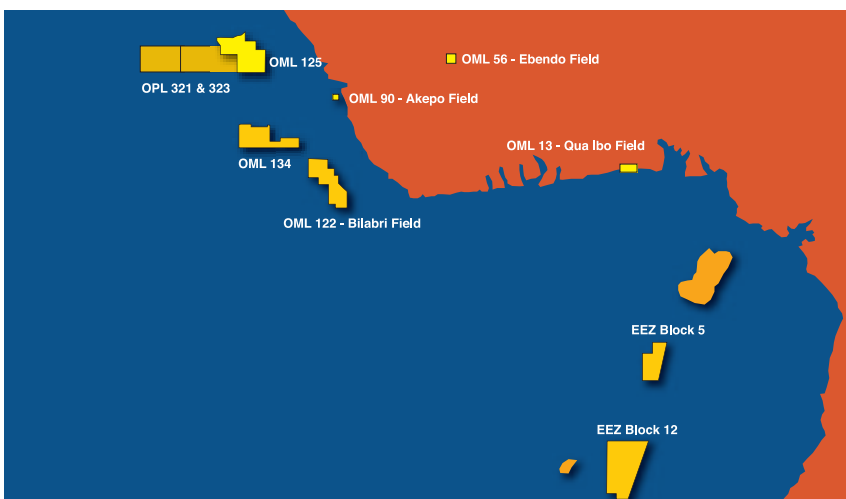 OML 125
OML 56 - Ebendo Field
OPL 321 & 323
OML 90 - Akepo Field
OML 13 - Qua Ibo Field
OML 134
OML 122 - Bilabri Field
EEZ Block 5
EEZ Block 12